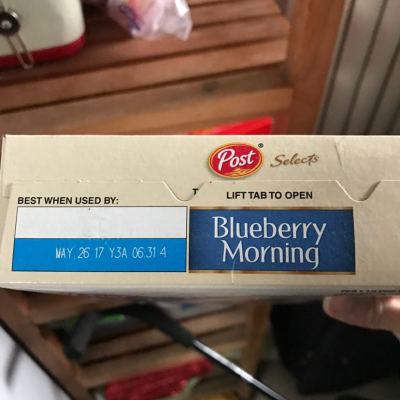 Post® Selects
LIFT TAB TO OPEN
BEST WHEN USED BY:
MAY 26 17 Y3A 06:31 4
Blueberry
Morning